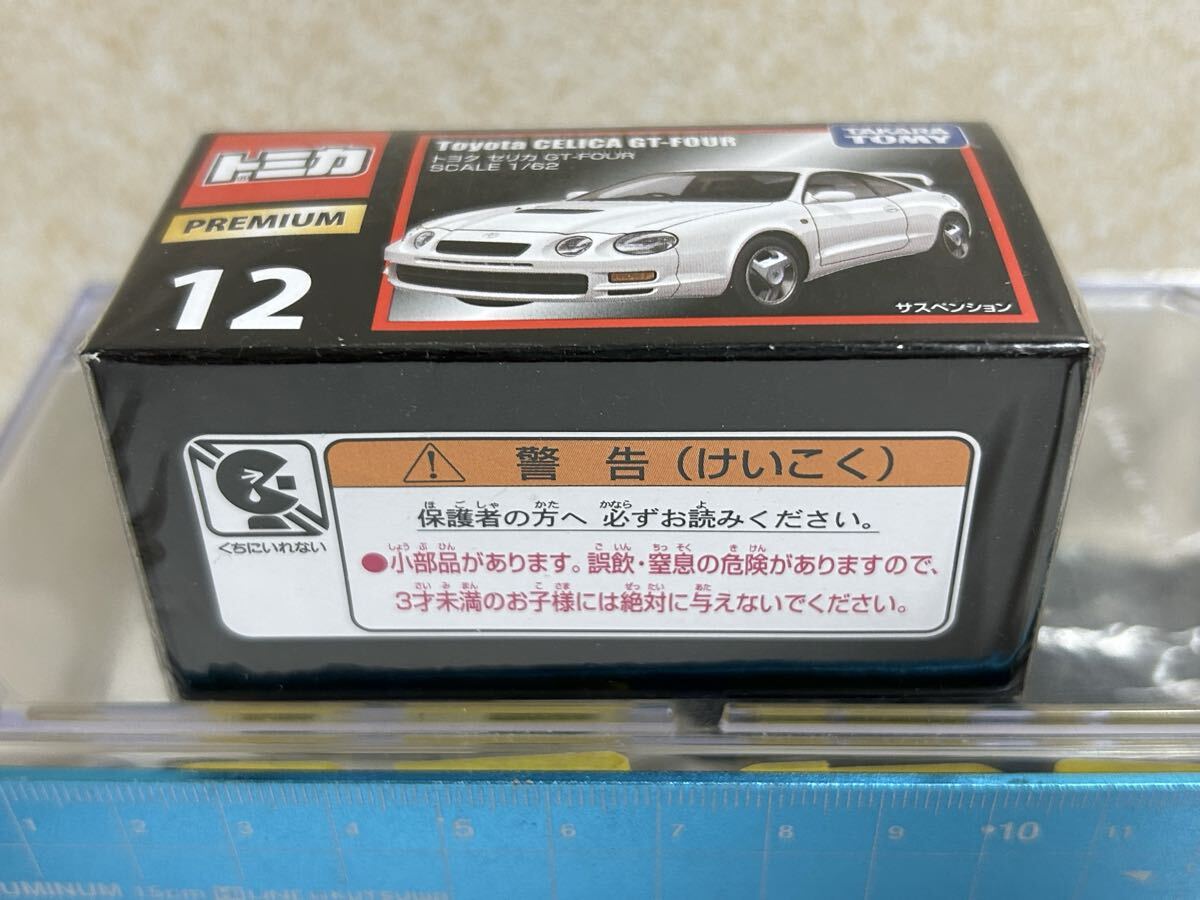 トミカ
PREMIUM
12
Toyota CELICA GT-FOUR
トヨタ セリカ GT-FOUR
SCALE 1/62
TAKARA TOMY
サスペンション
くちにいれない
警 告 (けいこく)
保護者の方へ 必ずお読みください。
●小部品があります。誤飲・窒息の危険がありますので、
3才未満のお子様には絶対に与えないでください。
1 2 3 4 5 6 7 8 9 10 11
15cm